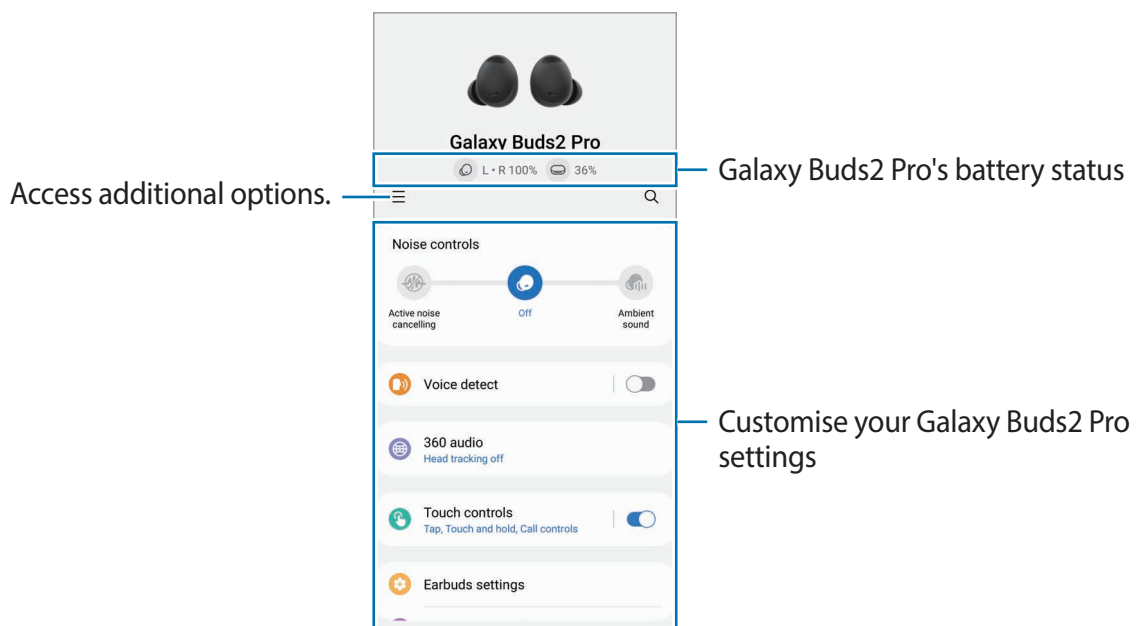 Galaxy Buds2 Pro
L • R 100% 36%
Galaxy Buds2 Pro's battery status
Access additional options.
Noise controls
Active noise
cancelling
Off
Ambient
sound
Voice detect
360 audio
Head tracking off
Customise your Galaxy Buds2 Pro
settings
Touch controls
Tap, Touch and hold, Call controls
Earbuds settings